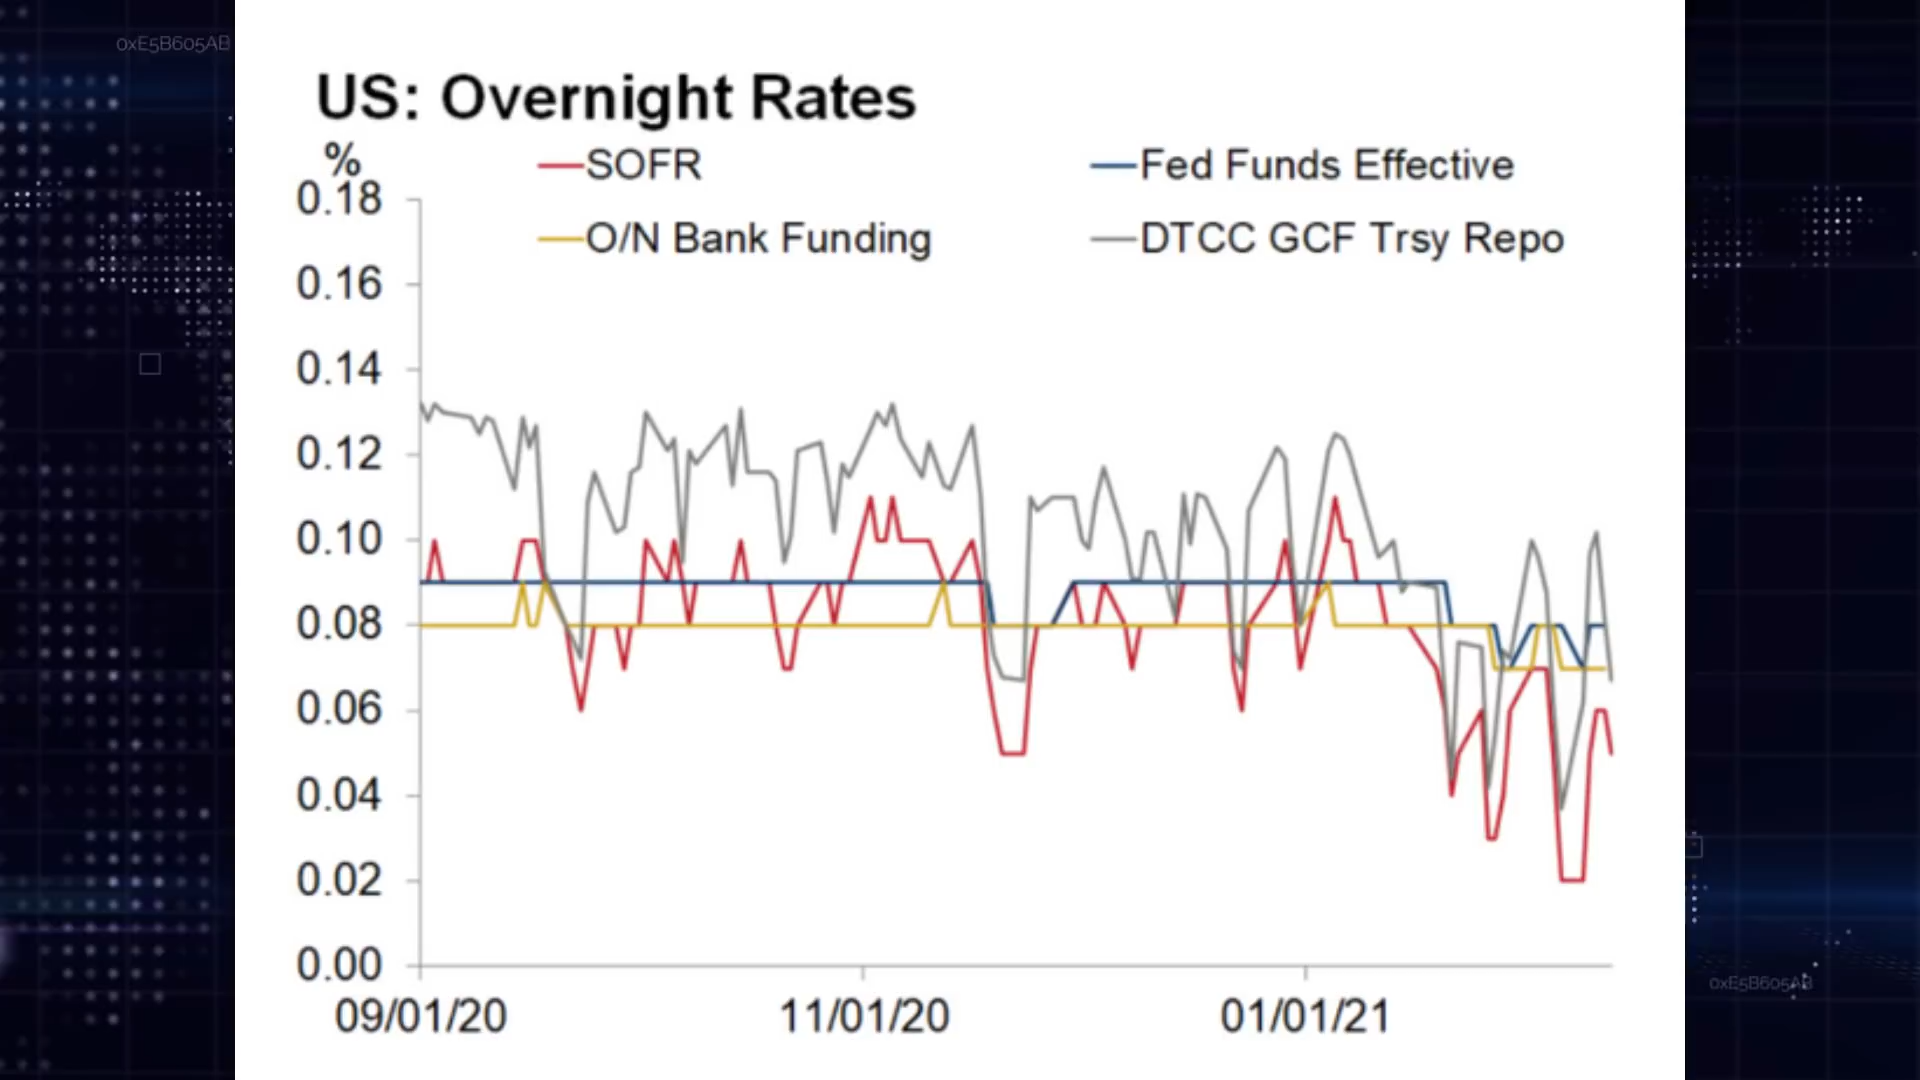 0xE5B605AB
US: Overnight Rates
%
SOFR
Fed Funds Effective
O/N Bank Funding
DTCC GCF Trsy Repo
0.18
0.16
0.14
0.12
0.10
0.08
0.06
0.04
0.02
0.00
09/01/20
11/01/20
01/01/21
0xE5B605AB